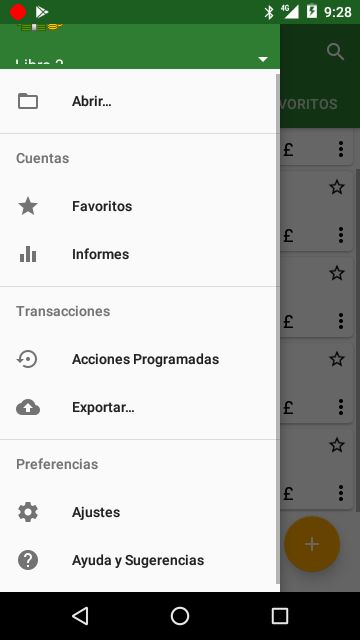 4G 9:28
Libro 2
VORITOS
Abrir…
£
Cuentas
Favoritos
£
Informes
Transacciones
£
Acciones Programadas
Exportar…
£
Preferencias
£
Ajustes
Ayuda y Sugerencias